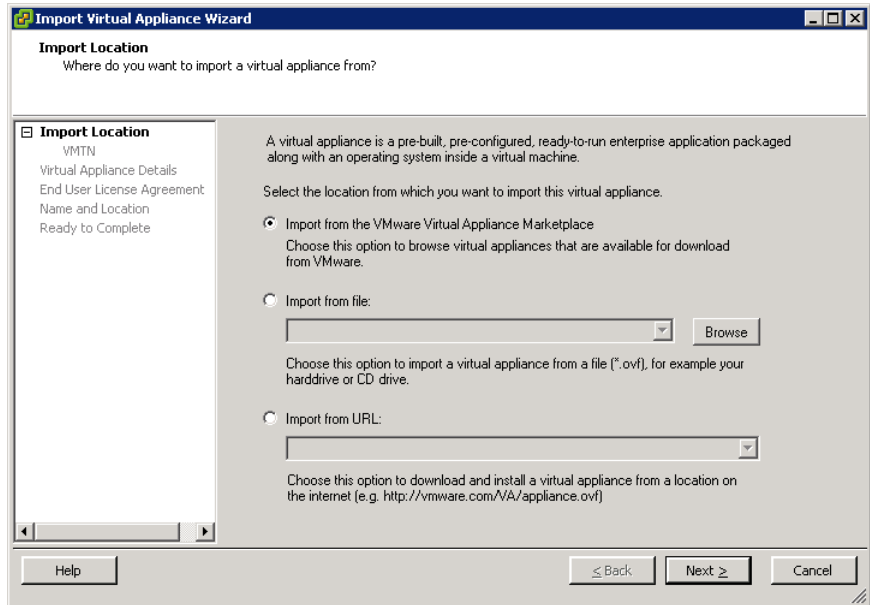 Import Virtual Appliance Wizard
Import Location
Where do you want to import a virtual appliance from?
Import Location
VMTN
Virtual Appliance Details
End User License Agreement
Name and Location
Ready to Complete
A virtual appliance is a pre-built, pre-configured, ready-to-run enterprise application packaged
along with an operating system inside a virtual machine.
Select the location from which you want to import this virtual appliance.
Import from the VMware Virtual Appliance Marketplace
Choose this option to browse virtual appliances that are available for download
from VMware.
Import from file:
Browse
Choose this option to import a virtual appliance from a file (*.ovf), for example your
harddrive or CD drive.
Import from URL:
Choose this option to download and install a virtual appliance from a location on
the internet (e.g. http://vmware.com/VA/appliance.ovf)
Help
< Back
Next >
Cancel